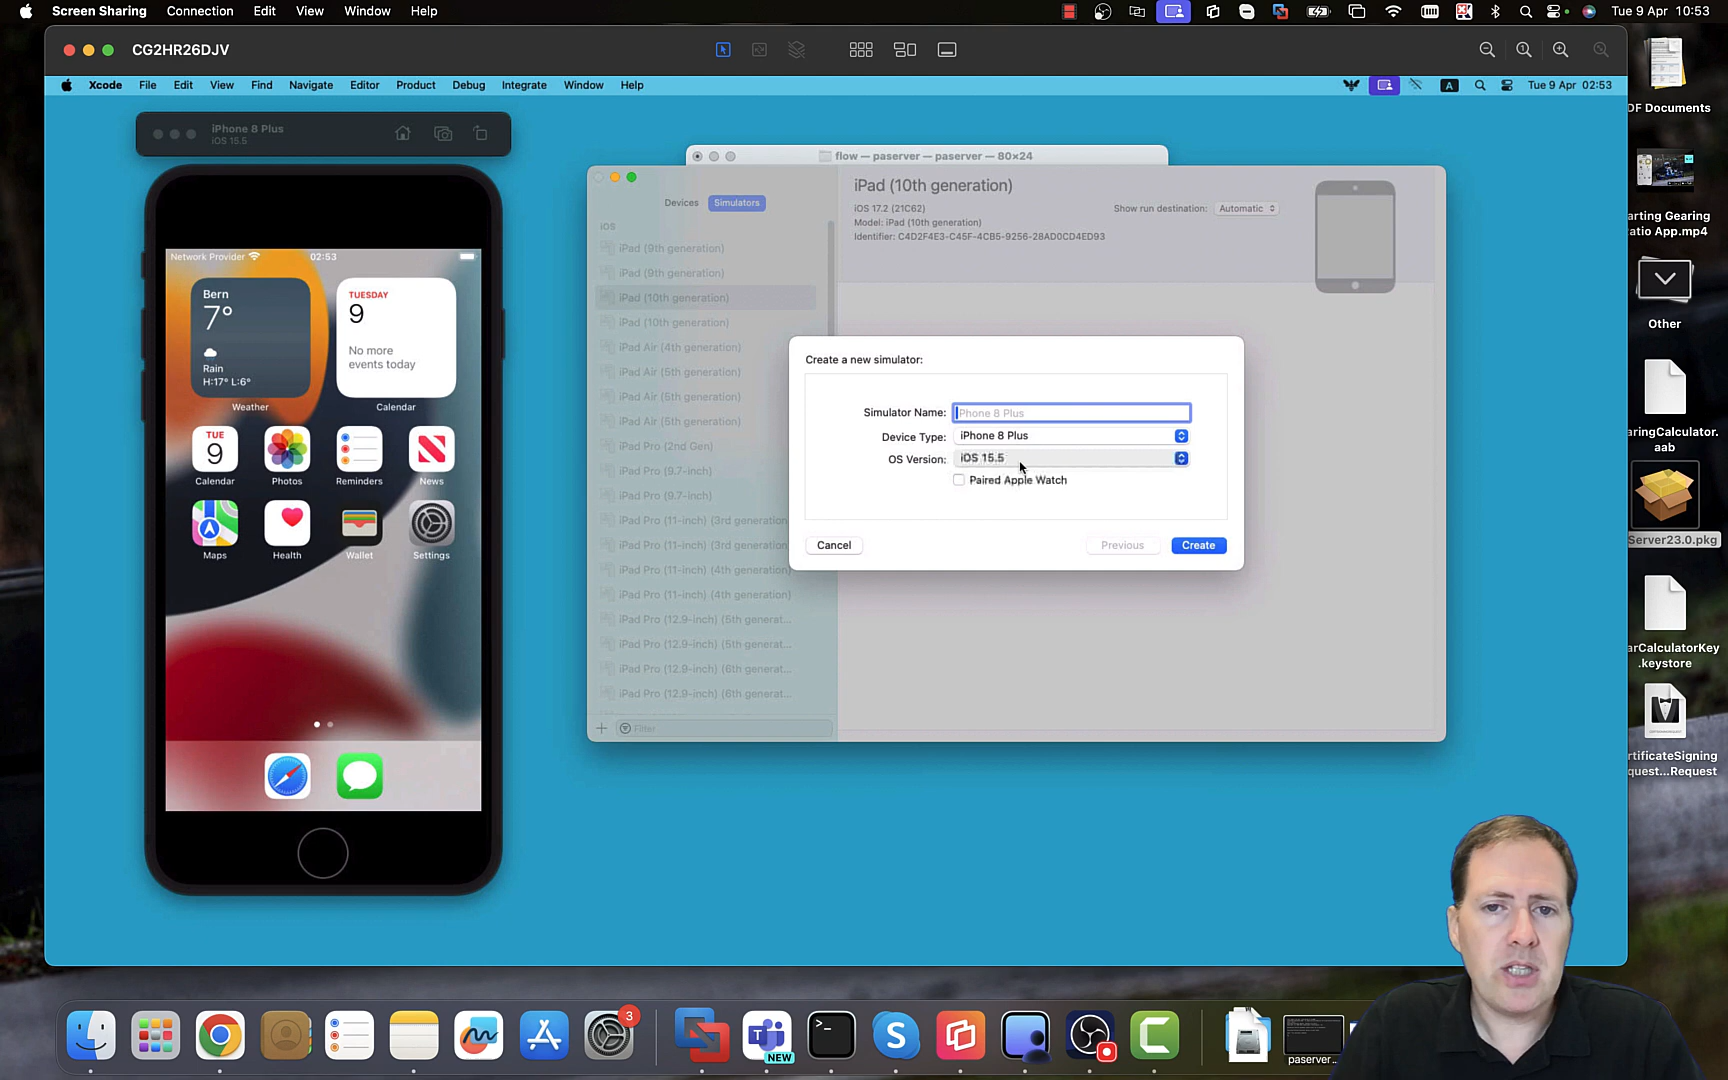 Screen Sharing Connection Edit View Window Help
Tue 9 Apr 10:53
CG2HR26DJV
Xcode File Edit View Find Navigate Editor Product Debug Integrate Window Help
A
Tue 9 Apr 02:53
iPhone 8 Plus
iOS 15.5
Network Provider
02:53
Bern
7°
Rain
H:17° L:6°
Weather
TUESDAY
9
No more
events today
Calendar
TUE
9
Calendar
Photos
Reminders
News
Maps
Health
Wallet
Settings
flow — paserver — paserver — 80×24
Devices
Simulators
iOS
iPad (9th generation)
iPad (9th generation)
iPad (10th generation)
iPad (10th generation)
iPad Air (4th generation)
iPad Air (5th generation)
iPad Air (5th generation)
iPad Air (5th generation)
iPad Pro (2nd Gen)
iPad Pro (9.7-inch)
iPad Pro (9.7-inch)
iPad Pro (11-inch) (3rd generation
iPad Pro (11-inch) (3rd generation
iPad Pro (11-inch) (4th generation)
iPad Pro (11-inch) (4th generation)
iPad Pro (12.9-inch) (5th generat...
iPad Pro (12.9-inch) (5th generat...
iPad Pro (12.9-inch) (6th generat...
iPad Pro (12.9-inch) (6th generat...
Filter
iPad (10th generation)
iOS 17.2 (21C62)
Model: iPad (10th generation)
Identifier: C4D2F4E3-C45F-4CB5-9256-28AD0CD4ED93
Show run destination: Automatic
Create a new simulator:
Simulator Name: Phone 8 Plus
Device Type: iPhone 8 Plus
OS Version: iOS 15.5
Paired Apple Watch
Cancel
Previous
Create
DF Documents
arting Gearing
atio App.mp4
Other
aringCalculator.
aab
Server23.0.pkg
arCalculatorKey
.keystore
rtificateSigning
quest...Request
3
NEW
paserver...